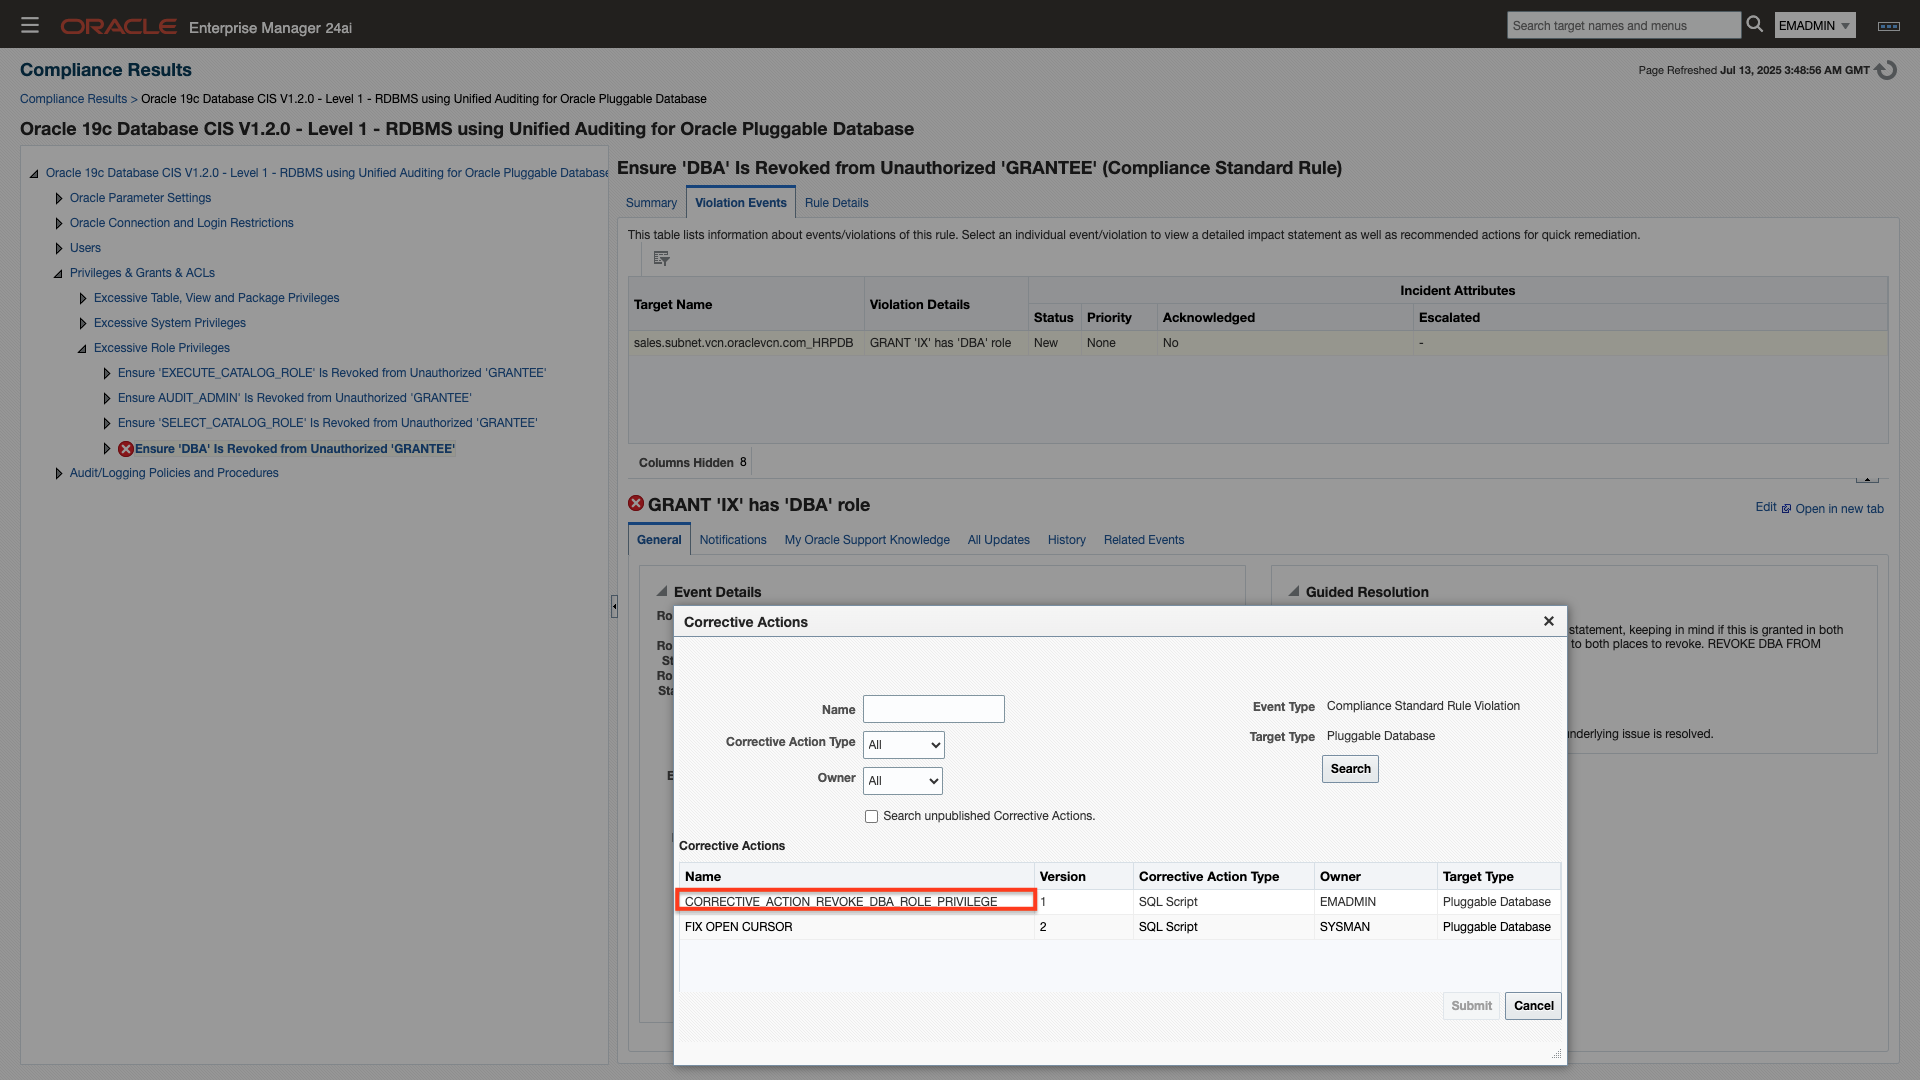 ORACLE Enterprise Manager 24ai
Search target names and menus
EMADMIN
Compliance Results
Page Refreshed Jul 13, 2025 3:48:56 AM GMT
Compliance Results > Oracle 19c Database CIS V1.2.0 - Level 1 - RDBMS using Unified Auditing for Oracle Pluggable Database
Oracle 19c Database CIS V1.2.0 - Level 1 - RDBMS using Unified Auditing for Oracle Pluggable Database
Oracle 19c Database CIS V1.2.0 - Level 1 - RDBMS using Unified Auditing for Oracle Pluggable Database
Oracle Parameter Settings
Oracle Connection and Login Restrictions
Users
Privileges & Grants & ACLs
Excessive Table, View and Package Privileges
Excessive System Privileges
Excessive Role Privileges
Ensure 'EXECUTE_CATALOG_ROLE' Is Revoked from Unauthorized 'GRANTEE'
Ensure AUDIT_ADMIN' Is Revoked from Unauthorized 'GRANTEE'
Ensure 'SELECT_CATALOG_ROLE' Is Revoked from Unauthorized 'GRANTEE'
Ensure 'DBA' Is Revoked from Unauthorized 'GRANTEE'
Audit/Logging Policies and Procedures
Ensure 'DBA' Is Revoked from Unauthorized 'GRANTEE' (Compliance Standard Rule)
Summary Violation Events Rule Details
This table lists information about events/violations of this rule. Select an individual event/violation to view a detailed impact statement as well as recommended actions for quick remediation.
Target Name Violation Details Incident Attributes
Status Priority Acknowledged Escalated
sales.subnet.vcn.oraclevcn.com_HRPDB GRANT 'IX' has 'DBA' role New None No -
Columns Hidden 8
GRANT 'IX' has 'DBA' role
Edit Open in new tab
General Notifications My Oracle Support Knowledge All Updates History Related Events
Event Details
Guided Resolution
Ro
Ro
St
Ro
Sta
E
statement, keeping in mind if this is granted in both
to both places to revoke. REVOKE DBA FROM
underlying issue is resolved.
Corrective Actions
Name
Corrective Action Type All
Owner All
Event Type Compliance Standard Rule Violation
Target Type Pluggable Database
Search
Search unpublished Corrective Actions.
Corrective Actions
Name Version Corrective Action Type Owner Target Type
CORRECTIVE_ACTION_REVOKE_DBA_ROLE_PRIVILEGE 1 SQL Script EMADMIN Pluggable Database
FIX OPEN CURSOR 2 SQL Script SYSMAN Pluggable Database
Submit Cancel